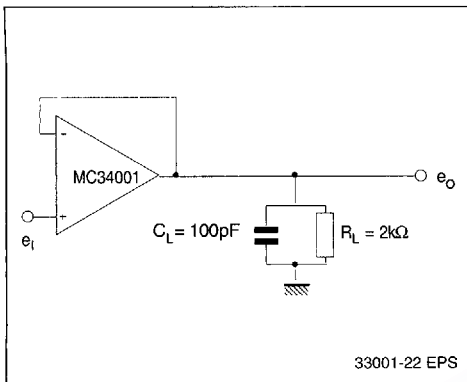 -
MC34001
+
e_I
e_O
C_L = 100pF
R_L = 2kΩ
33001-22 EPS